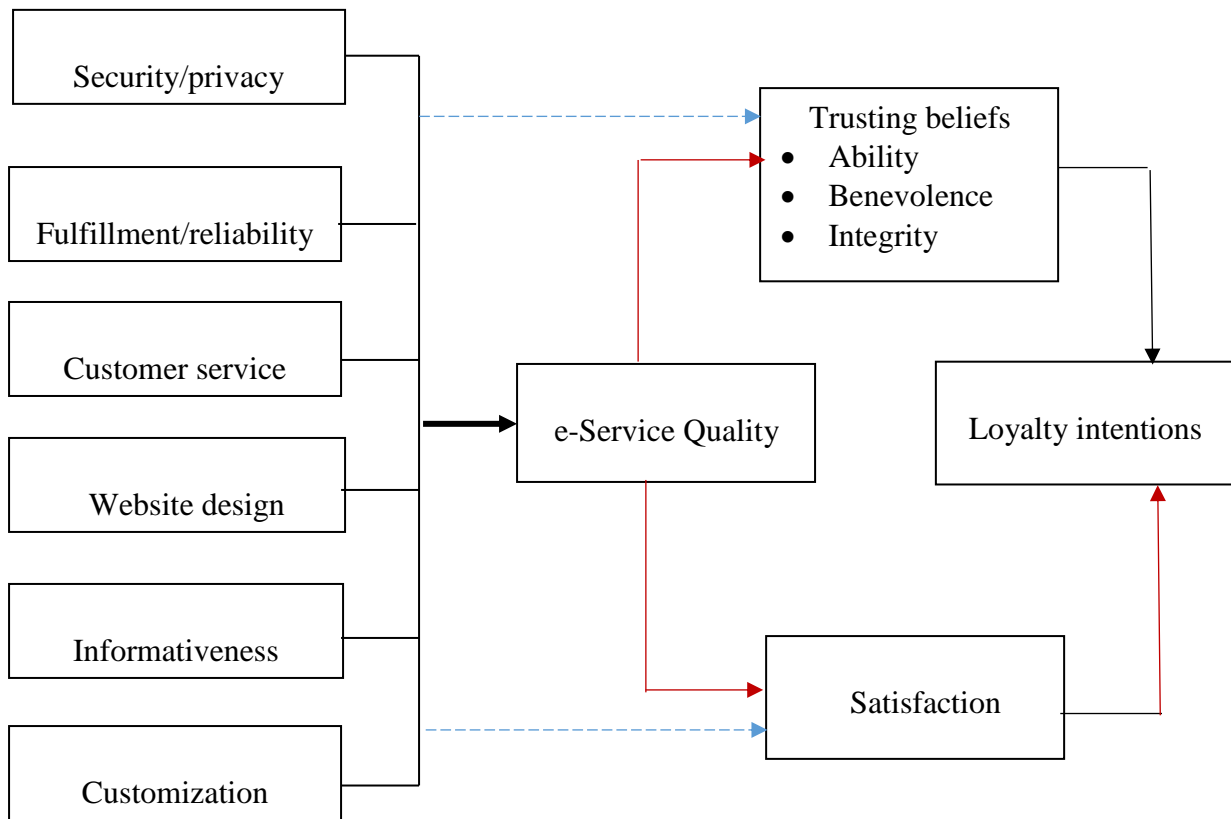 Security/privacy
Fulfillment/reliability
Customer service
Website design
Informativeness
Customization
e-Service Quality
Trusting beliefs
• Ability
• Benevolence
• Integrity
Satisfaction
Loyalty intentions